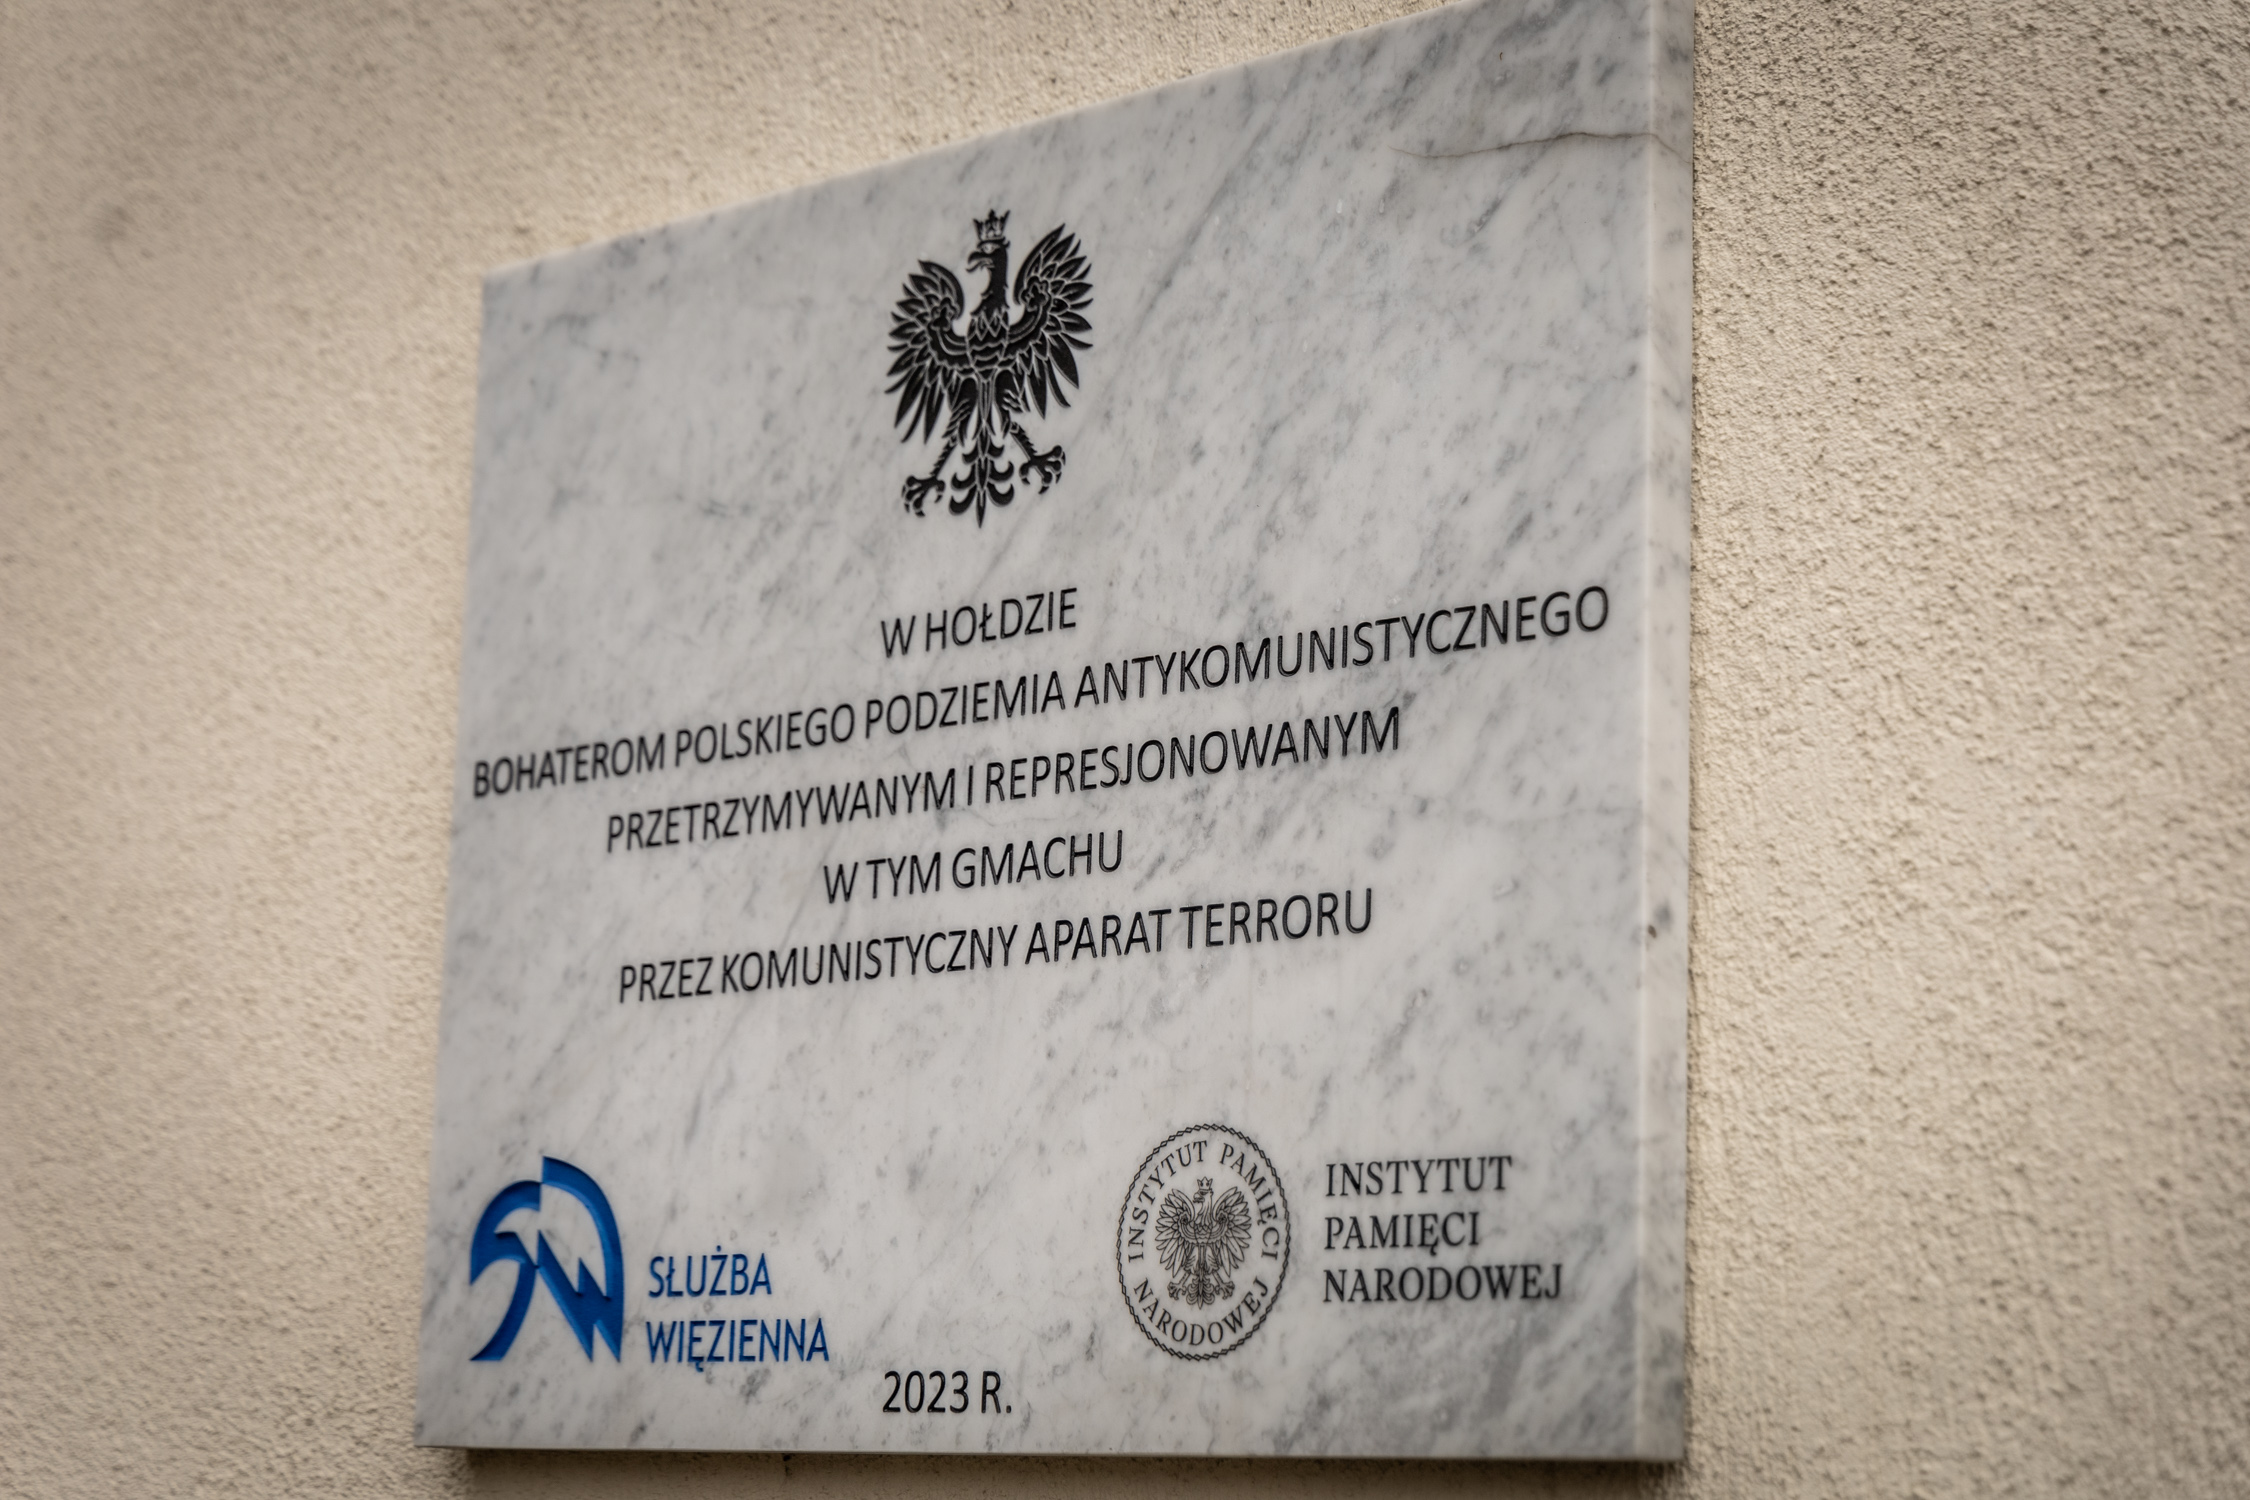 W HOŁDZIE
BOHATEROM POLSKIEGO PODZIEMIA ANTYKOMUNISTYCZNEGO
PRZETRZYMYWANYM I REPRESJONOWANYM
W TYM GMACHU
PRZEZ KOMUNISTYCZNY APARAT TERRORU
SW
SŁUŻBA
WIĘZIENNA
INSTYTUT PAMIĘCI NARODOWEJ
INSTYTUT
PAMIĘCI
NARODOWEJ
2023 R.